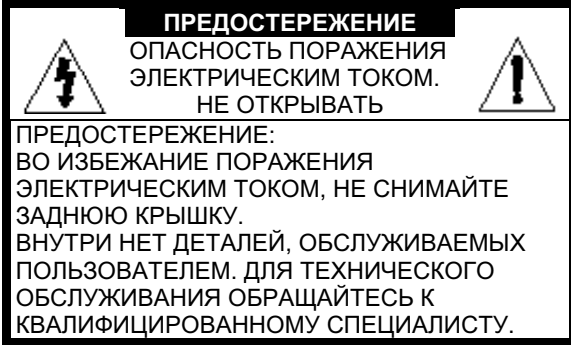 ПРЕДОСТЕРЕЖЕНИЕ
ОПАСНОСТЬ ПОРАЖЕНИЯ
ЭЛЕКТРИЧЕСКИМ ТОКОМ.
НЕ ОТКРЫВАТЬ
ПРЕДОСТЕРЕЖЕНИЕ:
ВО ИЗБЕЖАНИЕ ПОРАЖЕНИЯ
ЭЛЕКТРИЧЕСКИМ ТОКОМ, НЕ СНИМАЙТЕ
ЗАДНЮЮ КРЫШКУ.
ВНУТРИ НЕТ ДЕТАЛЕЙ, ОБСЛУЖИВАЕМЫХ
ПОЛЬЗОВАТЕЛЕМ. ДЛЯ ТЕХНИЧЕСКОГО
ОБСЛУЖИВАНИЯ ОБРАЩАЙТЕСЬ К
КВАЛИФИЦИРОВАННОМУ СПЕЦИАЛИСТУ.